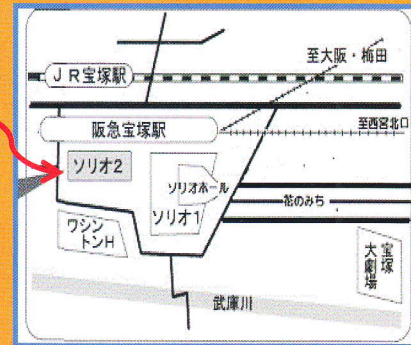 至大阪・梅田
JR宝塚駅
阪急宝塚駅
至西宮北口
ソリオ2
ソリオホール
ソリオ1
花のみち
ワシン
トンH
宝塚
大劇場
武庫川